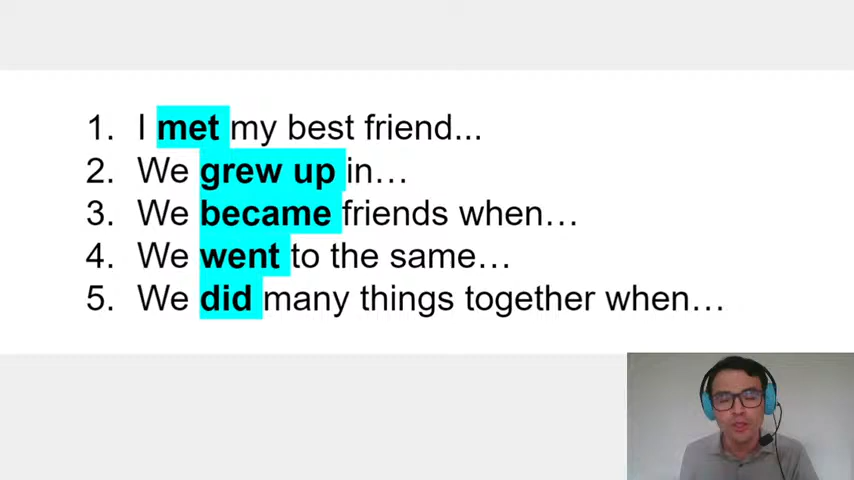 1. I met my best friend...
2. We grew up in…
3. We became friends when…
4. We went to the same…
5. We did many things together when…